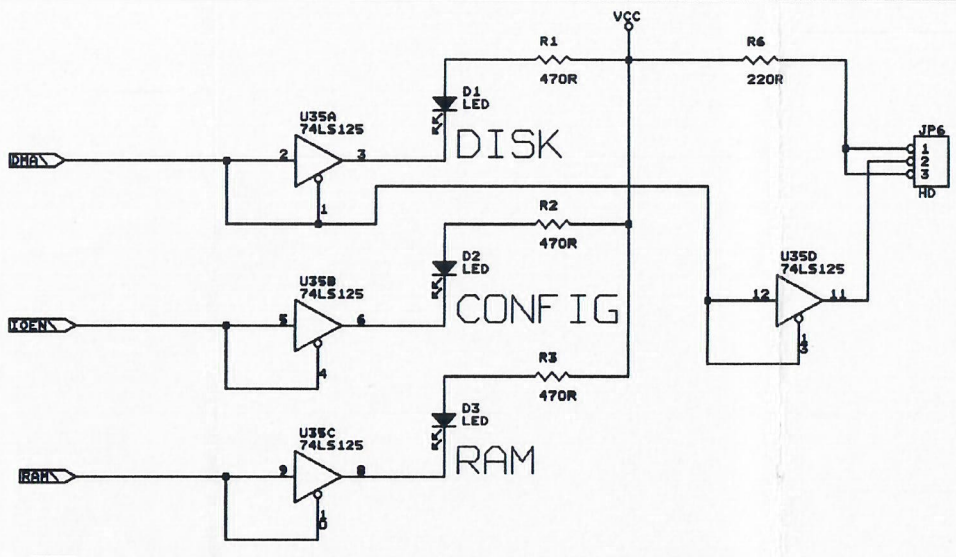 VCC
R1
470R
R6
220R
D1
LED
U35A
74LS125
DISK
DMA\
2
3
1
JP6
1
2
3
HD
R2
470R
D2
LED
U35B
74LS125
CONFIG
IOEN\
5
6
4
U35D
74LS125
12
11
13
R3
470R
D3
LED
U35C
74LS125
RAM
RAM\
9
8
10